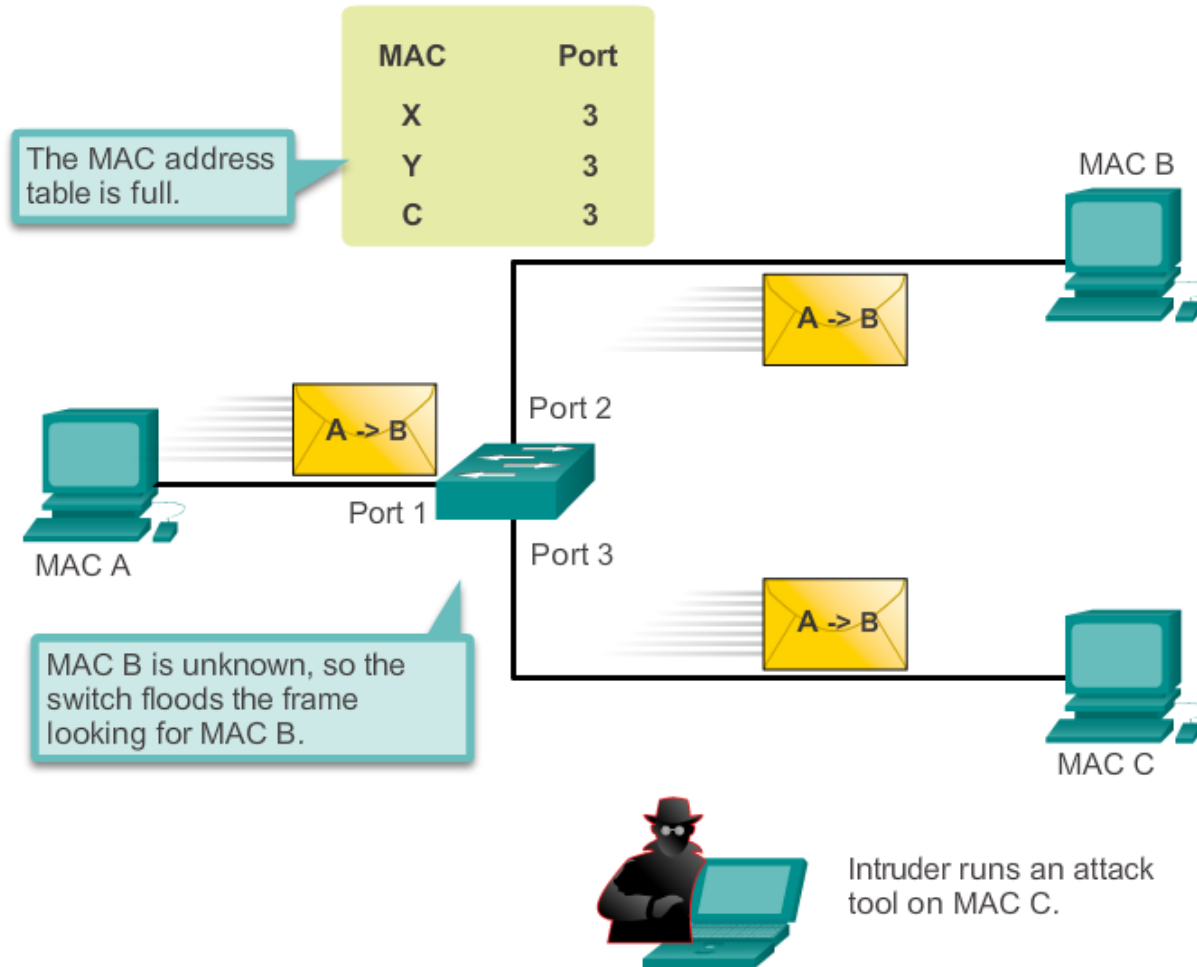 MAC Port
X 3
Y 3
C 3
The MAC address
table is full.
MAC B
A -> B
Port 2
A -> B
Port 1
MAC A
Port 3
A -> B
MAC B is unknown, so the
switch floods the frame
looking for MAC B.
MAC C
Intruder runs an attack
tool on MAC C.